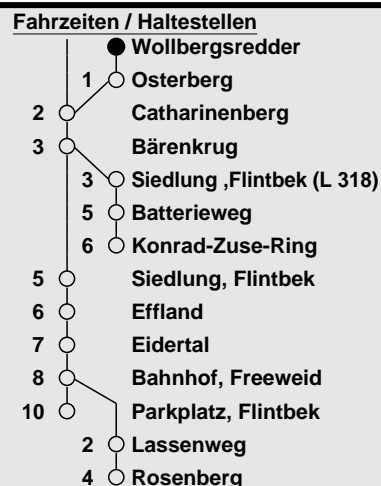 Fahrzeiten / Haltestellen
Wollbergsredder
1 Osterberg
2 Catharinenberg
3 Bärenkrug
3 Siedlung ,Flintbek (L 318)
5 Batterieweg
6 Konrad-Zuse-Ring
5 Siedlung, Flintbek
6 Effland
7 Eidertal
8 Bahnhof, Freeweid
10 Parkplatz, Flintbek
2 Lassenweg
4 Rosenberg